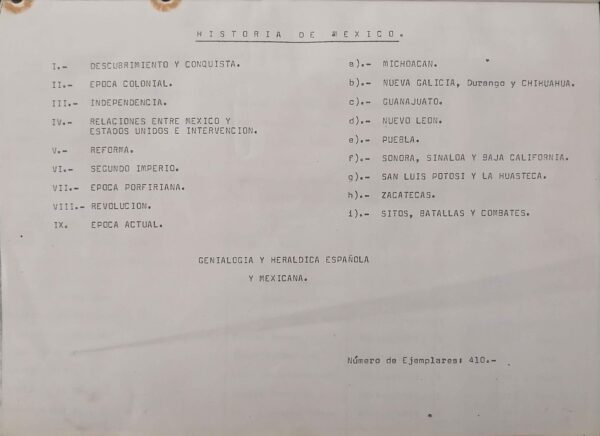 HISTORIA DE MEXICO.
I.- DESCUBRIMIENTO Y CONQUISTA.
II.- EPOCA COLONIAL.
III.- INDEPENDENCIA.
IV.- RELACIONES ENTRE MEXICO Y
ESTADOS UNIDOS E INTERVENCION.
V.- REFORMA.
VI.- SEGUNDO IMPERIO.
VII.- EPOCA PORFIRIANA.
VIII.- REVOLUCION.
IX. EPOCA ACTUAL.
a).- MICHOACAN.
b).- NUEVA GALICIA, Durango y CHIHUAHUA.
c).- GUANAJUATO.
d).- NUEVO LEON.
e).- PUEBLA.
f).- SONORA, SINALOA Y BAJA CALIFORNIA.
g).- SAN LUIS POTOSI Y LA HUASTECA.
h).- ZACATECAS.
i).- SITOS, BATALLAS Y COMBATES.
GENIALOGIA Y HERALDICA ESPAÑOLA
Y MEXICANA.
Número de Ejemplares: 410.-